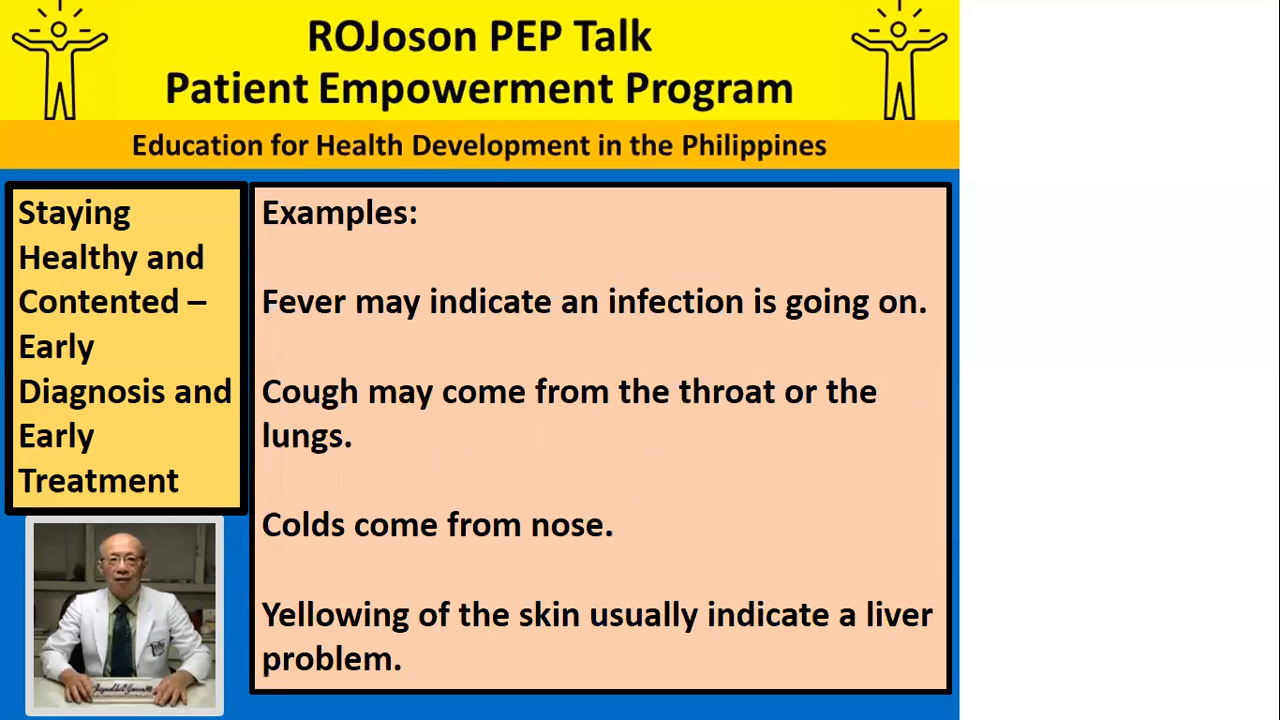 ROJoson PEP Talk
Patient Empowerment Program
Education for Health Development in the Philippines
Staying
Healthy and
Contented –
Early
Diagnosis and
Early
Treatment
Examples:
Fever may indicate an infection is going on.
Cough may come from the throat or the
lungs.
Colds come from nose.
Yellowing of the skin usually indicate a liver
problem.